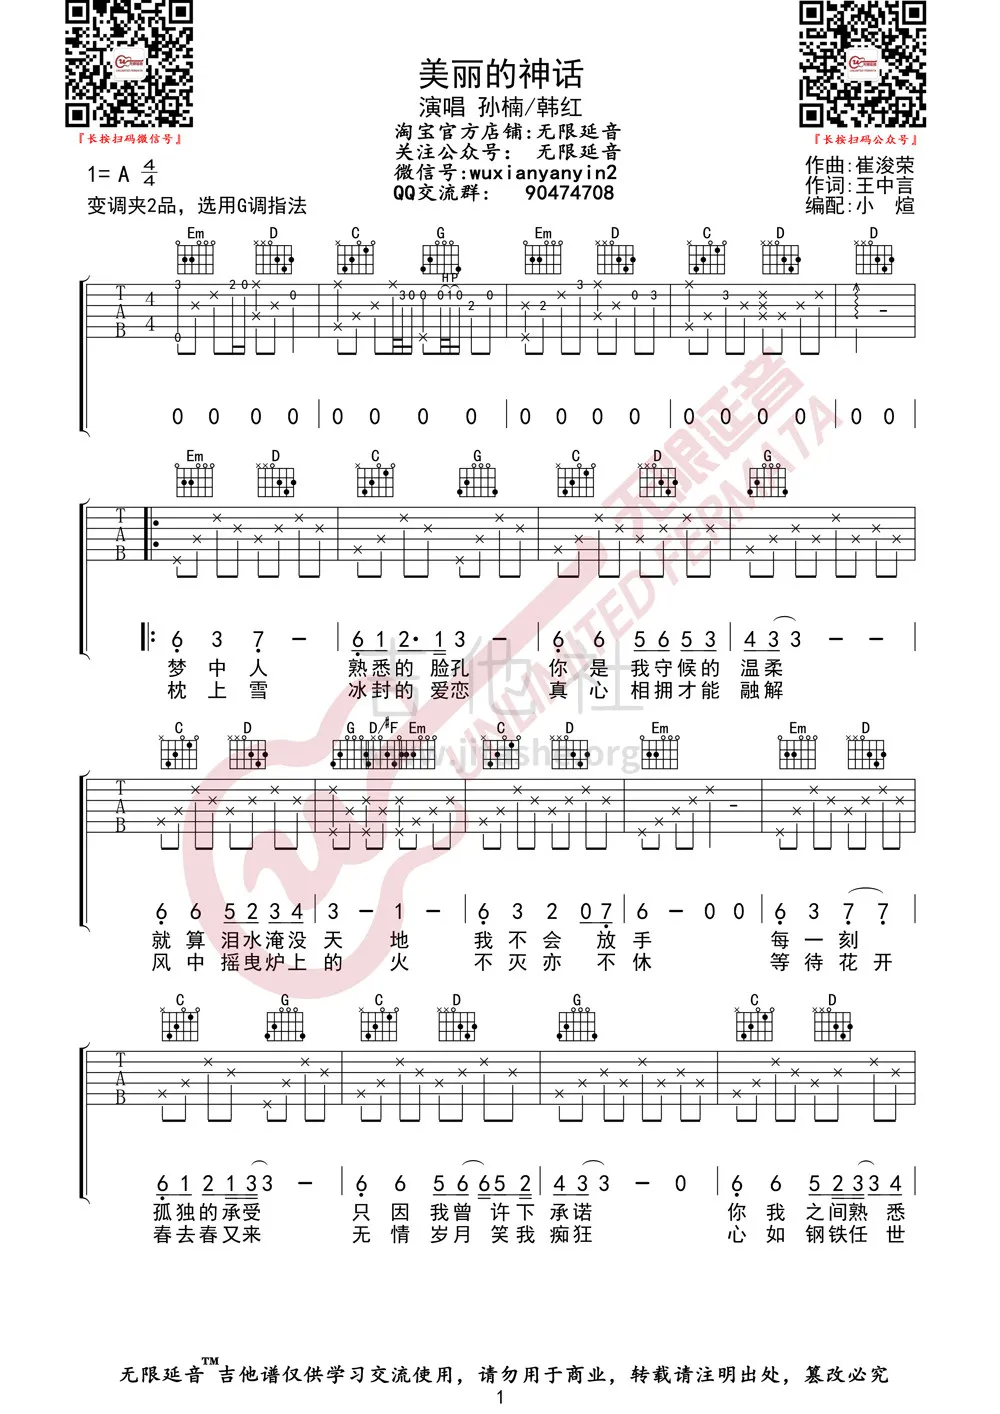 美丽的神话
演唱 孙楠/韩红
淘宝官方店铺:无限延音
关注公众号: 无限延音
微信号:wuxianyanyin2
QQ交流群: 90474708
『长按扫码微信号』
『长按扫码公众号』
1= A 4/4
变调夹2品，选用G调指法
作曲:崔浚荣
作词:王中言
编配:小 煊
Em D C G Em D C D D
3 0 2 0 0 3 0 0 H P 0 1 0 2 0 2 3 0 3 3
T A B 4 4
0 0 0 0 0 0 0 0 0 0 0 0 0 0 0 0 0 0
Em D C G C D G
T A B
6 3 7 – 6 1 2· 1 3 – 6 6 5 6 5 3 4 3 3 –
梦 中 人 熟悉的 脸孔 你 是 我守候的 温柔
枕 上 雪 冰封的 爱恋 真 心 相拥才能 融解
C D G D/#F Em C D Em Em D
T A B
6 6 5 2 3 4 3 – 1 – 6 3 2 0 7 6 – 0 0 6 3 7 7
就 算 泪水淹没 天 地 我 不 会 放 手 每 一 刻
风 中 摇曳炉上 的 火 不 灭 亦 不 休 等 待 花 开
C G C D G C D
T A B
6 1 2 1 3 3 – 6 6 5 6 6 5 2 4 3 3 – 0 6 6 5 2 3 3 4
孤独的承受 只 因 我曾 许下 承诺 你 我 之间熟 悉
春去春又来 无 情 岁月 笑我 痴狂 心 如 钢铁任 世
无限延音
UNLIMITED FERMATA
吉他社
www.jitashe.org
无限延音™吉他谱仅供学习交流使用，请勿用于商业，转载请注明出处，篡改必究
1